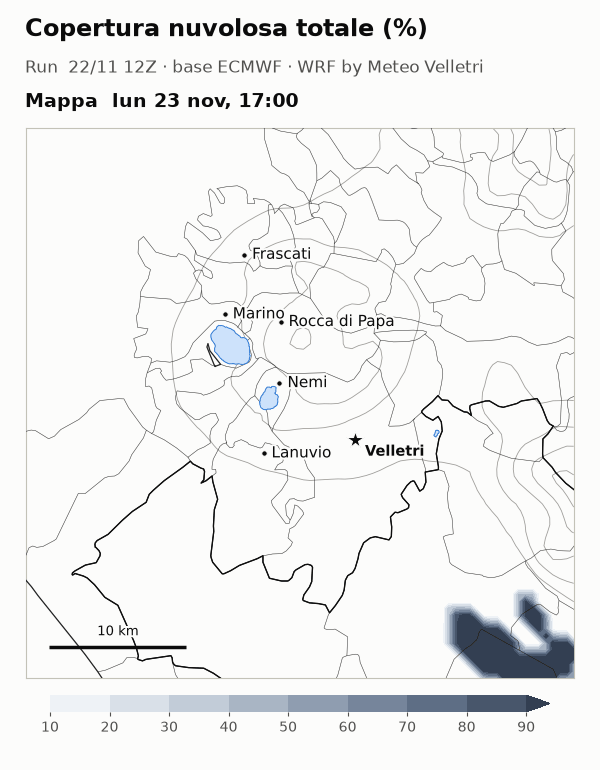 Copertura nuvolosa totale (%)
Run  22/11 12Z · base ECMWF · WRF by Meteo Velletri
Mappa  lun 23 nov, 17:00
Frascati
Marino
Rocca di Papa
Nemi
Velletri
Lanuvio
10 km
10 20 30 40 50 60 70 80 90